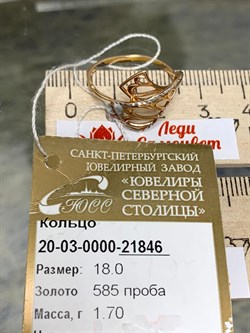 0 1 2 3 4
Леди
САНКТ-ПЕТЕРБУРГСКИЙ
ЮВЕЛИРНЫЙ ЗАВОД
«ЮВЕЛИРЫ
СЕВЕРНОЙ
СТОЛИЦЫ»
ЮСС
Кольцо
20-03-0000-21846
Размер: 18.0
Золото 585 проба
Масса, г 1.70